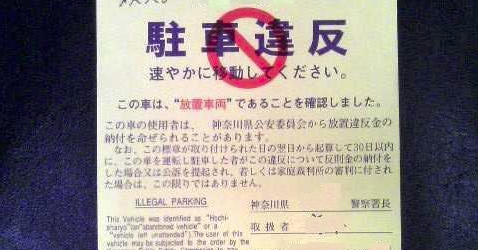 駐車違反
速やかに移動してください。
この車は、“放置車両”であることを確認しました。
この車の使用者は、 神奈川県公安委員会から放置違反金の
納付を命ぜられることがあります。
なお、この標章が取り付けられた日の翌日から起算して30日以内
に、この車を運転し駐車した者がこの違反について反則金の納付を
した場合又は公訴を提起され、若しくは家庭裁判所の審判に付され
た場合は、この限りではありません。
ILLEGAL PARKING
This Vehicle was identified as "Hochi-
sharyo"(an"abandoned vehicle" or a
"vehicle left unattended").The user of this
vehicle may be subjected to the order by the
神奈川県 警察署長
取扱者